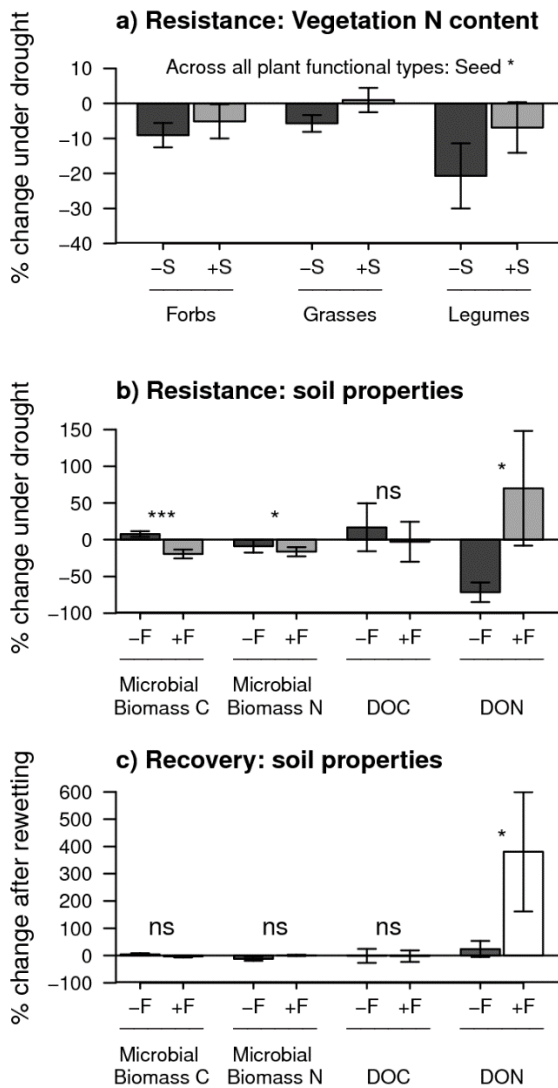 a) Resistance: Vegetation N content
% change under drought
Across all plant functional types: Seed *
10
0
−10
−20
−30
−40
−S +S −S +S −S +S
Forbs Grasses Legumes
b) Resistance: soil properties
% change under drought
150
100
50
0
−50
−100
*** * ns *
−F +F −F +F −F +F −F +F
Microbial Microbial
Biomass C Biomass N DOC DON
c) Recovery: soil properties
% change after rewetting
600
500
400
300
200
100
0
−100
ns ns ns *
−F +F −F +F −F +F −F +F
Microbial Microbial
Biomass C Biomass N DOC DON